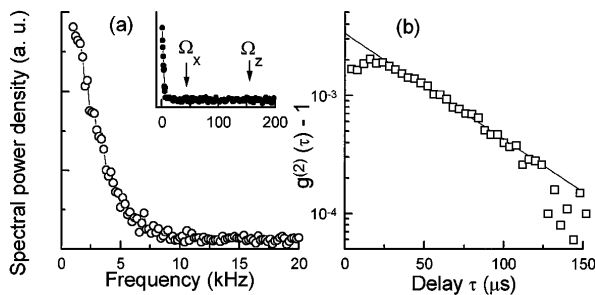 (a)
Ω x
Ω z
0 100 200
Spectral power density (a. u.)
0 5 10 15 20
Frequency (kHz)
(b)
g(2)(τ) - 1
10-3
10-4
0 50 100 150
Delay τ (μs)